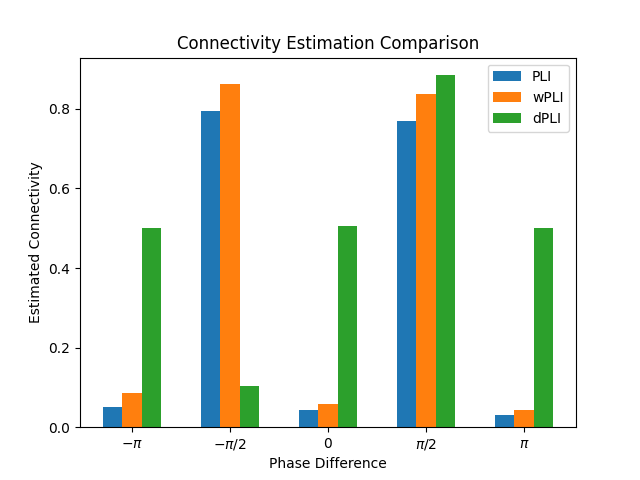 Connectivity Estimation Comparison
PLI
wPLI
dPLI
Estimated Connectivity
0.8
0.6
0.4
0.2
0.0
−π
−π/2
0
π/2
π
Phase Difference